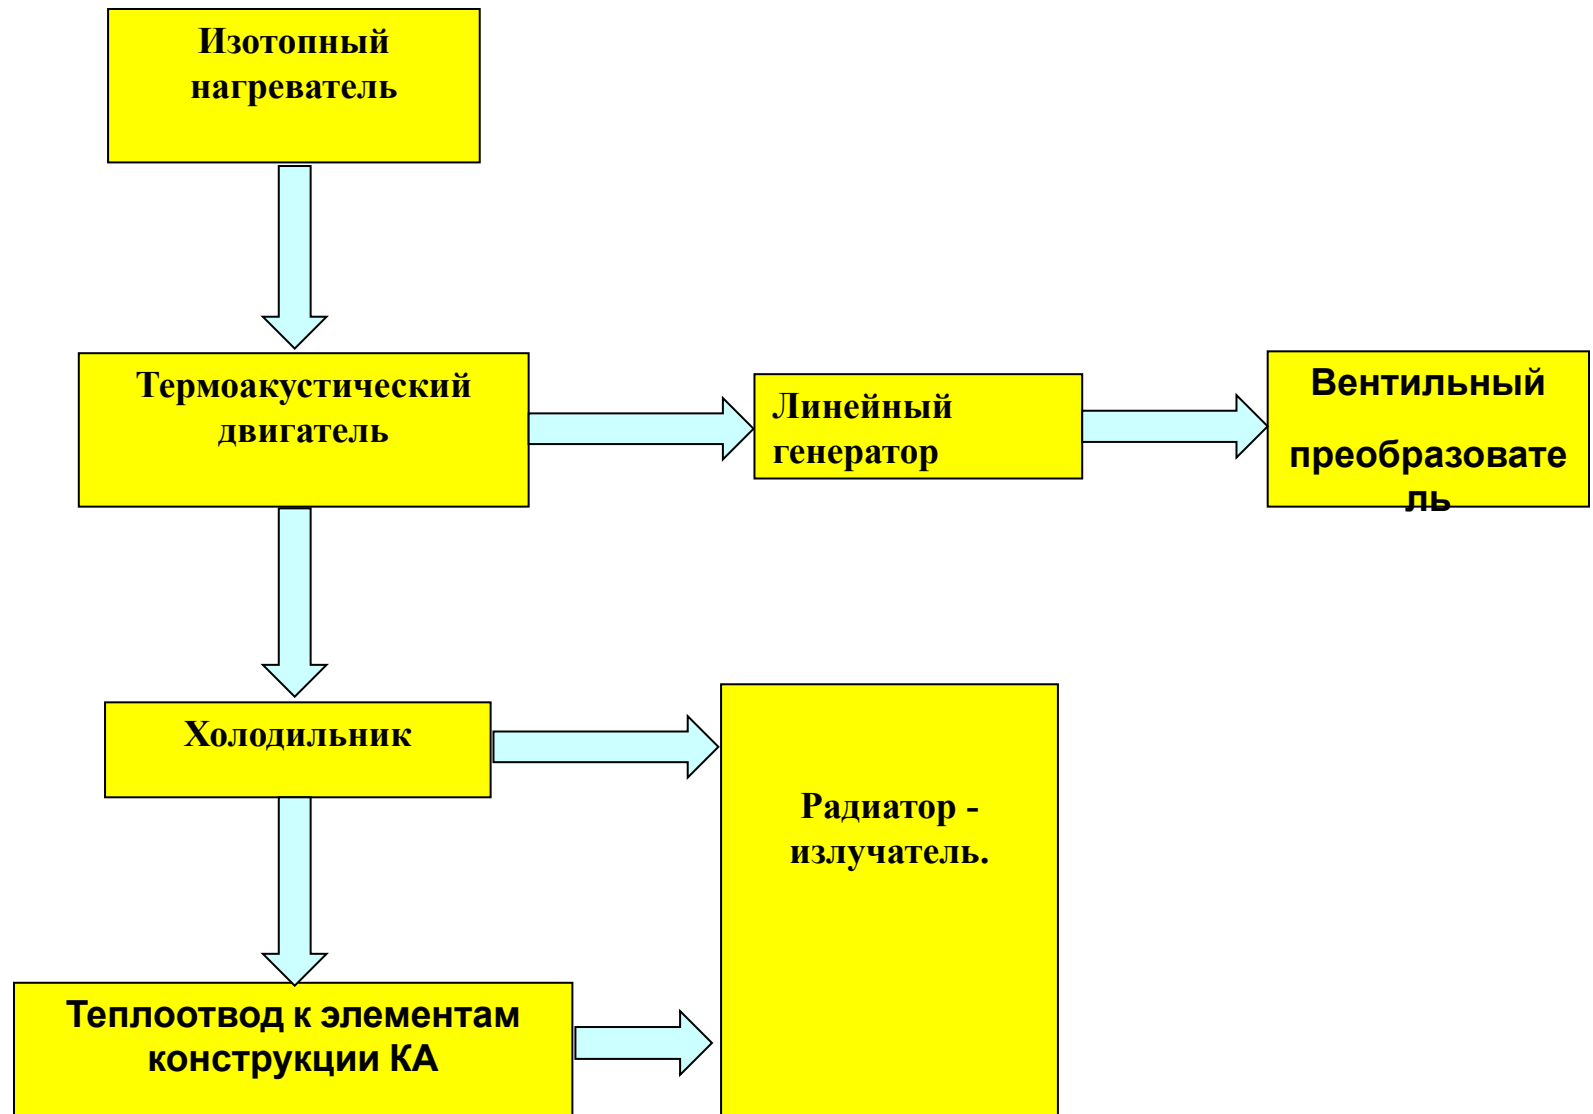 Изотопный
нагреватель
Термоакустический
двигатель
Линейный
генератор
Вентильный
преобразовате
ль
Холодильник
Радиатор -
излучатель.
Теплоотвод к элементам
конструкции КА